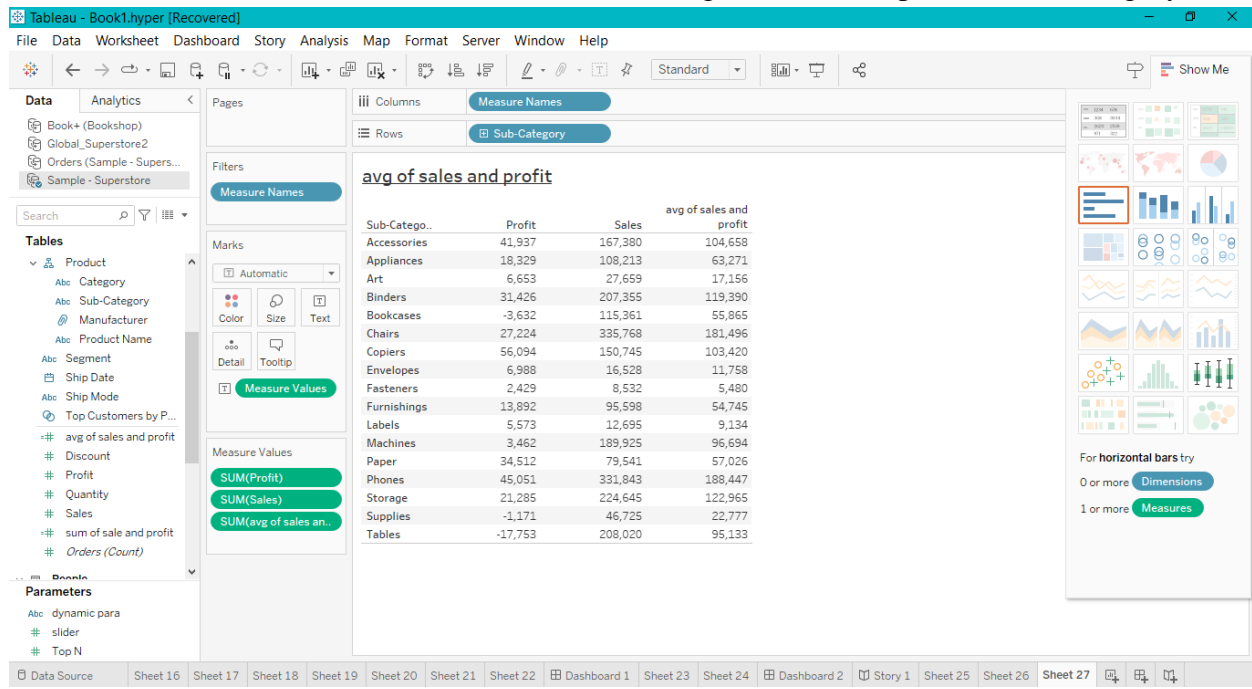 Tableau - Book1.hyper [Recovered]
File Data Worksheet Dashboard Story Analysis Map Format Server Window Help
Standard
Show Me
Data Analytics
Book+ (Bookshop)
Global_Superstore2
Orders (Sample - Supers...
Sample - Superstore
Search
Tables
Product
Abc Category
Abc Sub-Category
Manufacturer
Abc Product Name
Abc Segment
Ship Date
Abc Ship Mode
Top Customers by P...
=# avg of sales and profit
# Discount
# Profit
# Quantity
# Sales
=# sum of sale and profit
# Orders (Count)
People
Parameters
Abc dynamic para
# slider
# Top N
Pages
Filters
Measure Names
Marks
Automatic
Color Size Text
Detail Tooltip
Measure Values
Measure Values
SUM(Profit)
SUM(Sales)
SUM(avg of sales an..
Columns Measure Names
Rows Sub-Category
avg of sales and profit
Sub-Catego.. Profit Sales avg of sales and profit
Accessories 41,937 167,380 104,658
Appliances 18,329 108,213 63,271
Art 6,653 27,659 17,156
Binders 31,426 207,355 119,390
Bookcases -3,632 115,361 55,865
Chairs 27,224 335,768 181,496
Copiers 56,094 150,745 103,420
Envelopes 6,988 16,528 11,758
Fasteners 2,429 8,532 5,480
Furnishings 13,892 95,598 54,745
Labels 5,573 12,695 9,134
Machines 3,462 189,925 96,694
Paper 34,512 79,541 57,026
Phones 45,051 331,843 188,447
Storage 21,285 224,645 122,965
Supplies -1,171 46,725 22,777
Tables -17,753 208,020 95,133
For horizontal bars try
0 or more Dimensions
1 or more Measures
Data Source Sheet 16 Sheet 17 Sheet 18 Sheet 19 Sheet 20 Sheet 21 Sheet 22 Dashboard 1 Sheet 23 Sheet 24 Dashboard 2 Story 1 Sheet 25 Sheet 26 Sheet 27